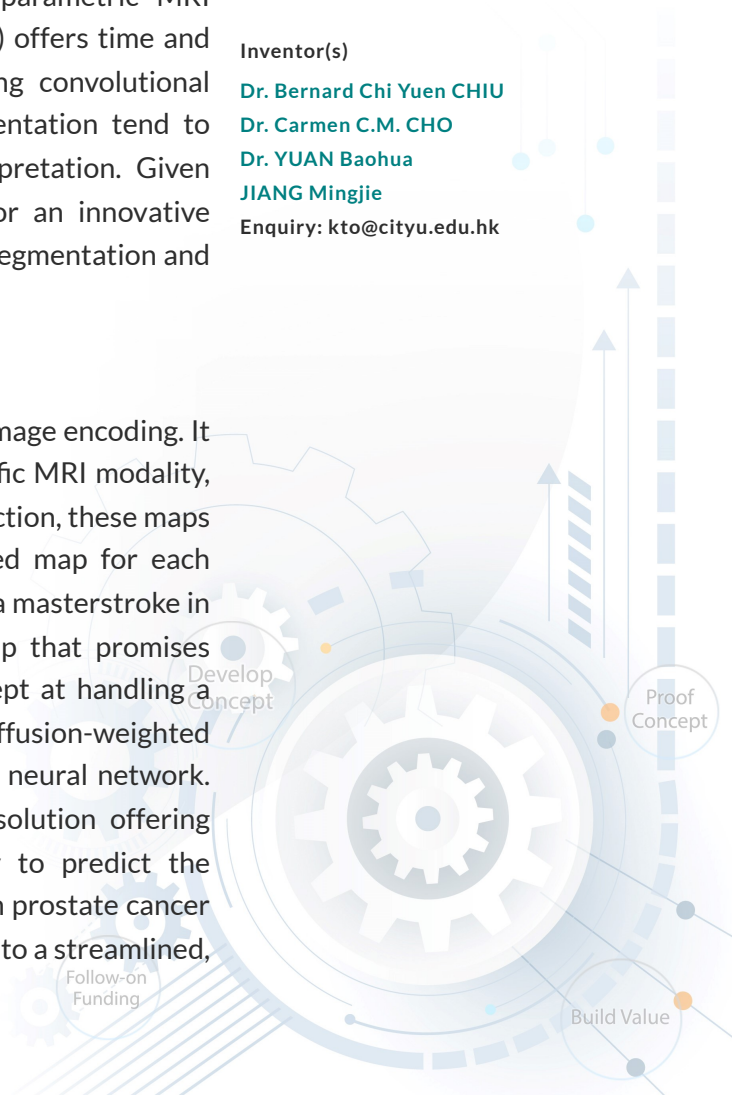 parametric MRI
) offers time and
ng convolutional
entation tend to
pretation. Given
or an innovative
egmentation and
mage encoding. It
fic MRI modality,
ction, these maps
ed map for each
a masterstroke in
p that promises
ept at handling a
ffusion-weighted
neural network.
solution offering
to predict the
n prostate cancer
to a streamlined,
Inventor(s)
Dr. Bernard Chi Yuen CHIU
Dr. Carmen C.M. CHO
Dr. YUAN Baohua
JIANG Mingjie
Enquiry: kto@cityu.edu.hk
Develop
Concept
Proof
Concept
Follow-on
Funding
Build Value